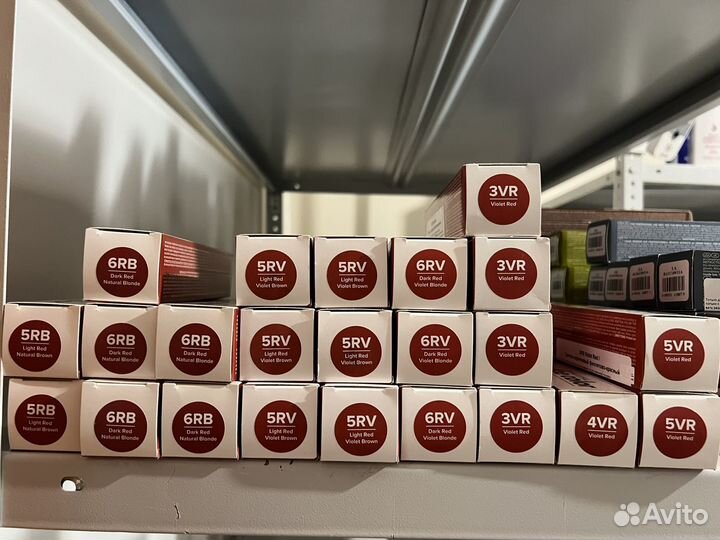 3VR
Violet Red
6RB
Dark Red
Natural Blonde
5RV
Light Red
Violet Brown
5RV
Light Red
Violet Brown
6RV
Dark Red
Violet Blonde
3VR
Violet Red
5RB
Light Red
Natural Brown
6RB
Dark Red
Natural Blonde
6RB
Dark Red
Natural Blonde
5RV
Light Red
Violet Brown
5RV
Light Red
Violet Brown
6RV
Dark Red
Violet Blonde
3VR
Violet Red
5VR
Violet Red
5RB
Light Red
Natural Brown
6RB
Dark Red
Natural Blonde
6RB
Dark Red
Natural Blonde
5RV
Light Red
Violet Brown
5RV
Light Red
Violet Brown
6RV
Dark Red
Violet Blonde
3VR
Violet Red
4VR
Violet Red
5VR
Violet Red
Avito